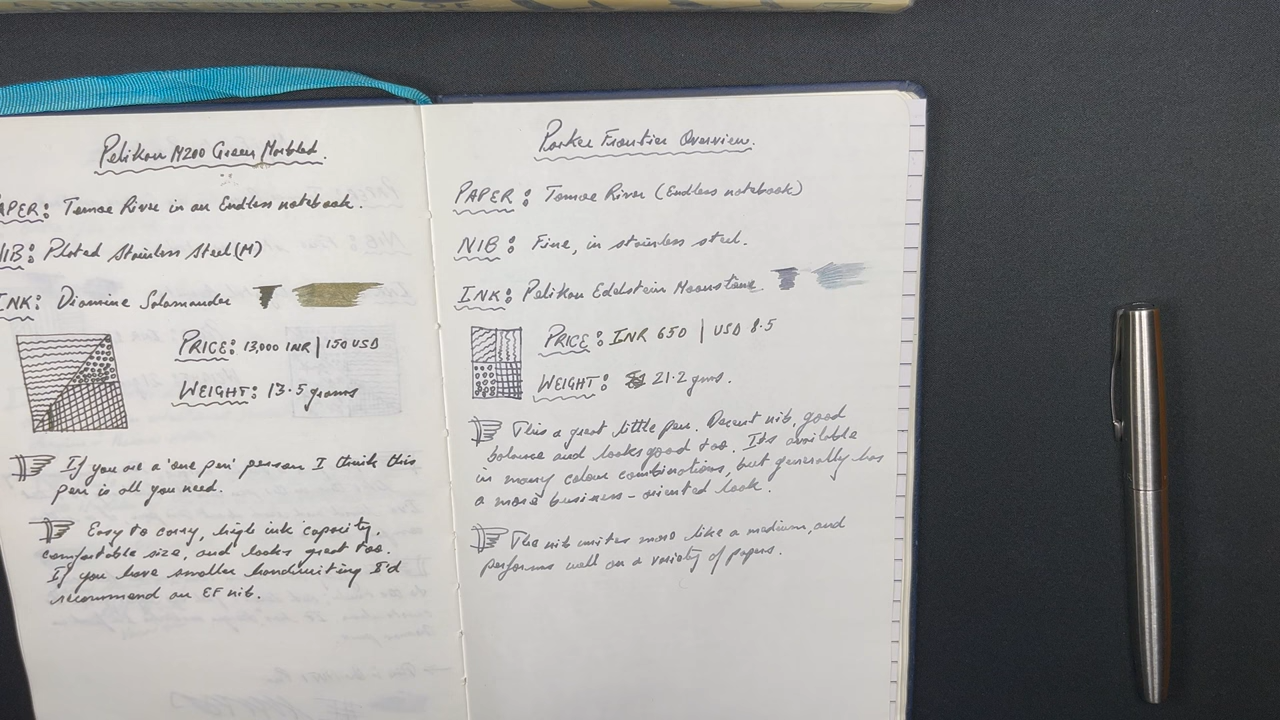 A SHORT HISTORY OF
Pelikan M200 Green Marbled.
PAPER: Tomoe River in an Endless notebook.
NIB: Plated Stainless Steel (M)
INK: Diamine Salamander
PRICE: 13,000 INR | 150 USD
WEIGHT: 13.5 grams
If you are a 'one pen' person I think this
pen is all you need.
Easy to carry, high ink capacity,
comfortable size, and looks great too.
If you have smaller handwriting I'd
recommend an EF nib.
Parker Frontier Overview.
PAPER: Tomoe River (Endless notebook)
NIB: Fine, in stainless steel.
INK: Pelikan Edelstein Moonstone
PRICE: INR 650 | USD 8.5
WEIGHT: 21.2 gms.
This a great little pen. Decent nib, good
balance and looks good too. Its available
in many colour combinations, but generally has
a more business-oriented look.
The nib writes more like a medium, and
performs well on a variety of papers.